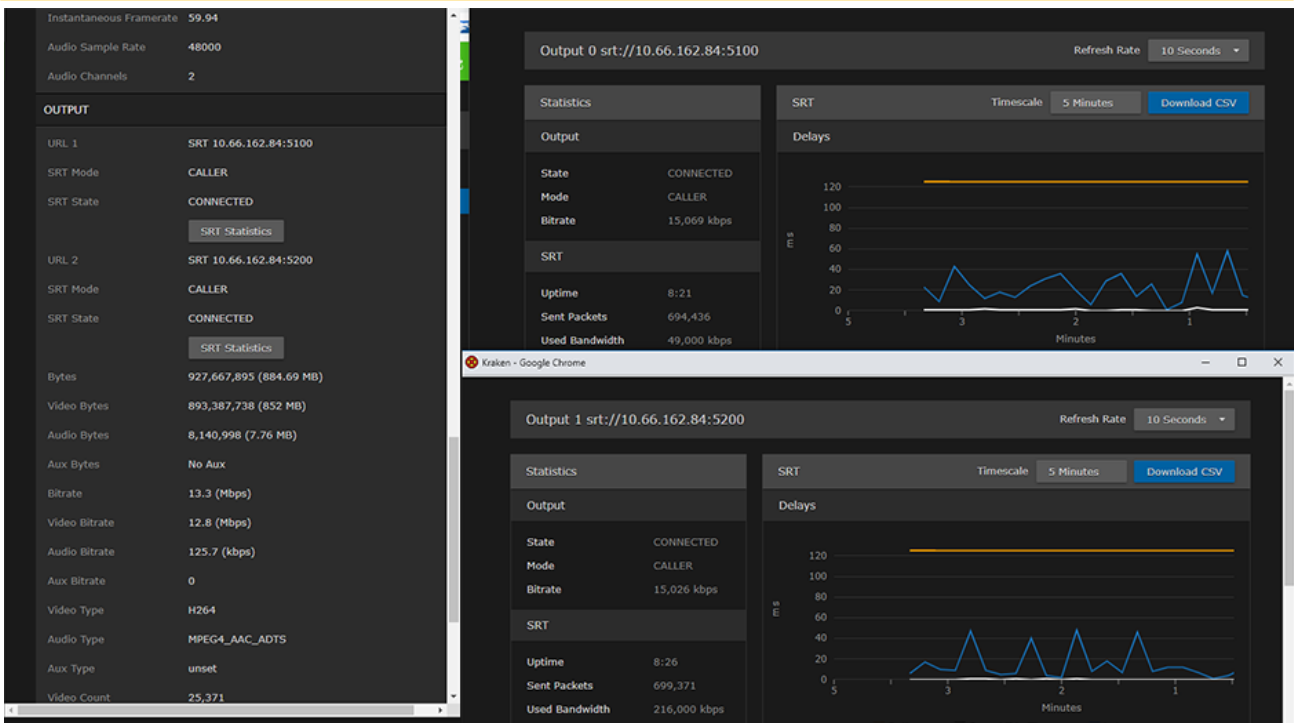 Instantaneous Framerate 59.94
Audio Sample Rate 48000
Audio Channels 2
OUTPUT
URL 1 SRT 10.66.162.84:5100
SRT Mode CALLER
SRT State CONNECTED
SRT Statistics
URL 2 SRT 10.66.162.84:5200
SRT Mode CALLER
SRT State CONNECTED
SRT Statistics
Bytes 927,667,895 (884.69 MB)
Video Bytes 893,387,738 (852 MB)
Audio Bytes 8,140,998 (7.76 MB)
Aux Bytes No Aux
Bitrate 13.3 (Mbps)
Video Bitrate 12.8 (Mbps)
Audio Bitrate 125.7 (kbps)
Aux Bitrate 0
Video Type H264
Audio Type MPEG4_AAC_ADTS
Aux Type unset
Video Count 25,371
Output 0 srt://10.66.162.84:5100 Refresh Rate 10 Seconds
Statistics
Output
State CONNECTED
Mode CALLER
Bitrate 15,069 kbps
SRT
Uptime 8:21
Sent Packets 694,436
Used Bandwidth 49,000 kbps
SRT Timescale 5 Minutes Download CSV
Delays
120
100
80
60
40
20
0
ms
5 3 2 1
Minutes
Kraken - Google Chrome
Output 1 srt://10.66.162.84:5200 Refresh Rate 10 Seconds
Statistics
Output
State CONNECTED
Mode CALLER
Bitrate 15,026 kbps
SRT
Uptime 8:26
Sent Packets 699,371
Used Bandwidth 216,000 kbps
SRT Timescale 5 Minutes Download CSV
Delays
120
100
80
60
40
20
0
ms
5 3 2 1
Minutes